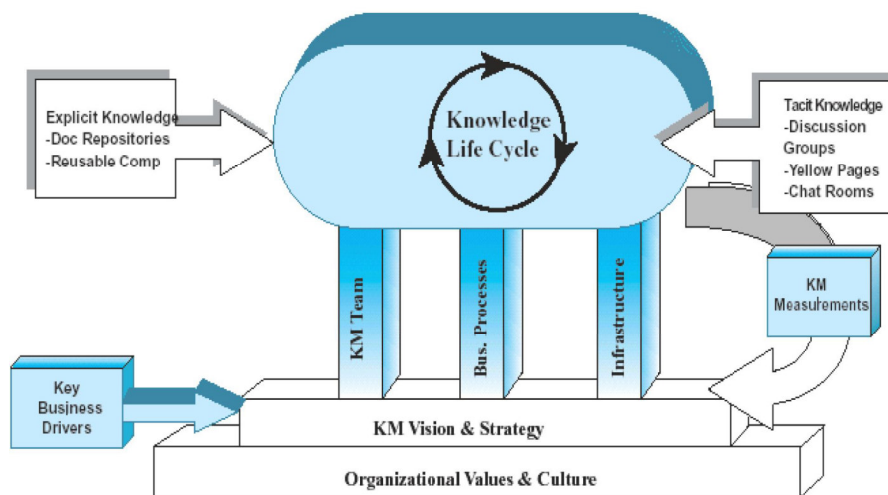 Explicit Knowledge
-Doc Repositories
-Reusable Comp
Knowledge
Life Cycle
Tacit Knowledge
-Discussion
Groups
-Yellow Pages
-Chat Rooms
KM Team
Bus. Processes
Infrastructure
KM
Measurements
Key
Business
Drivers
KM Vision & Strategy
Organizational Values & Culture